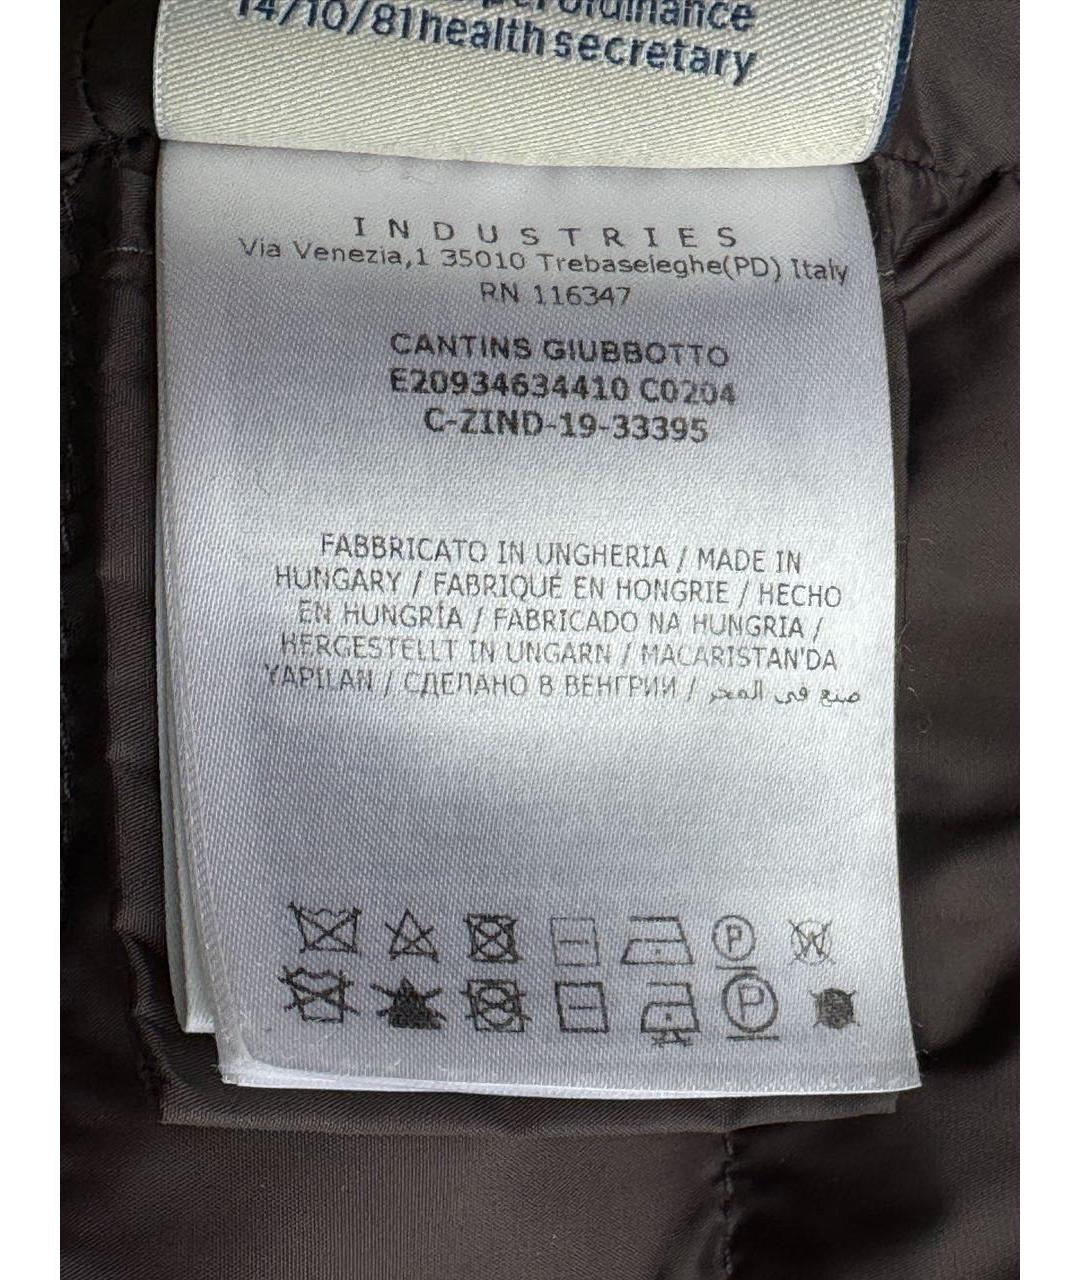 ordinance
14/10/81 health secretary
INDUSTRIES
Via Venezia,1 35010 Trebaseleghe(PD) Italy
RN 116347
CANTINS GIUBBOTTO
E20934634410 C0204
C-ZIND-19-33395
FABBRICATO IN UNGHERIA / MADE IN
HUNGARY / FABRIQUÉ EN HONGRIE / HECHO
EN HUNGRÍA / FABRICADO NA HUNGRIA /
HERGESTELLT IN UNGARN / MACARISTAN'DA
YAPILAN / СДЕЛАНО В ВЕНГРИИ / صنع في المجر
P W
P